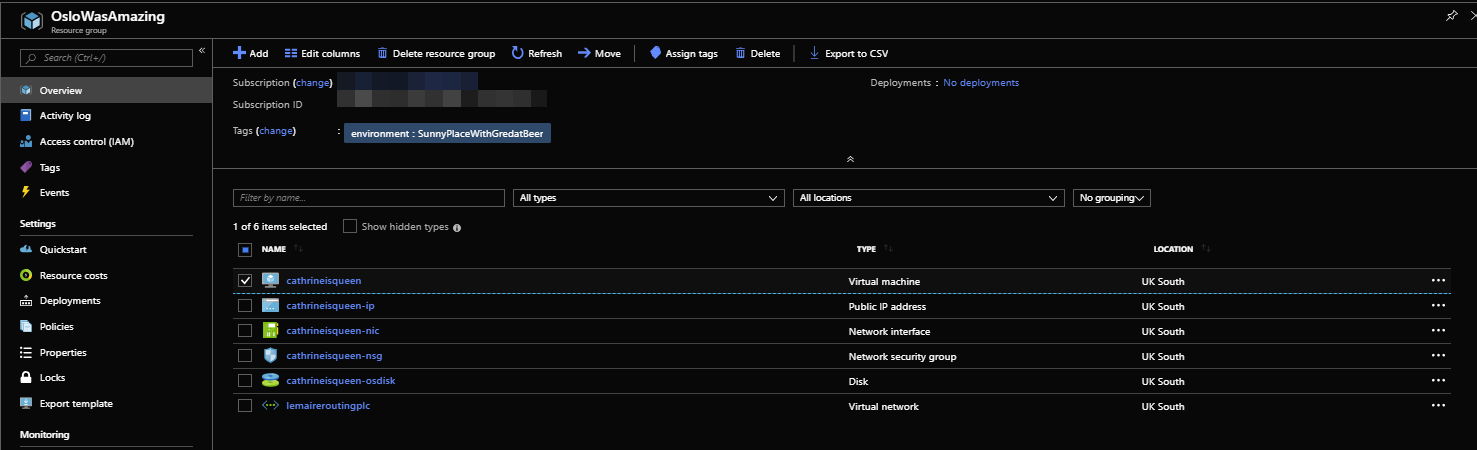 OsloWasAmazing
Resource group
Search (Ctrl+/)
«
Overview
Activity log
Access control (IAM)
Tags
Events
Settings
Quickstart
Resource costs
Deployments
Policies
Properties
Locks
Export template
Monitoring
Add Edit columns Delete resource group Refresh Move Assign tags Delete Export to CSV
Subscription (change)
Deployments : No deployments
Subscription ID
Tags (change) : environment : SunnyPlaceWithGredatBeer
Filter by name... All types All locations No grouping
1 of 6 items selected Show hidden types
NAME TYPE LOCATION
cathrineisqueen Virtual machine UK South
cathrineisqueen-ip Public IP address UK South
cathrineisqueen-nic Network interface UK South
cathrineisqueen-nsg Network security group UK South
cathrineisqueen-osdisk Disk UK South
lemaireroutingplc Virtual network UK South